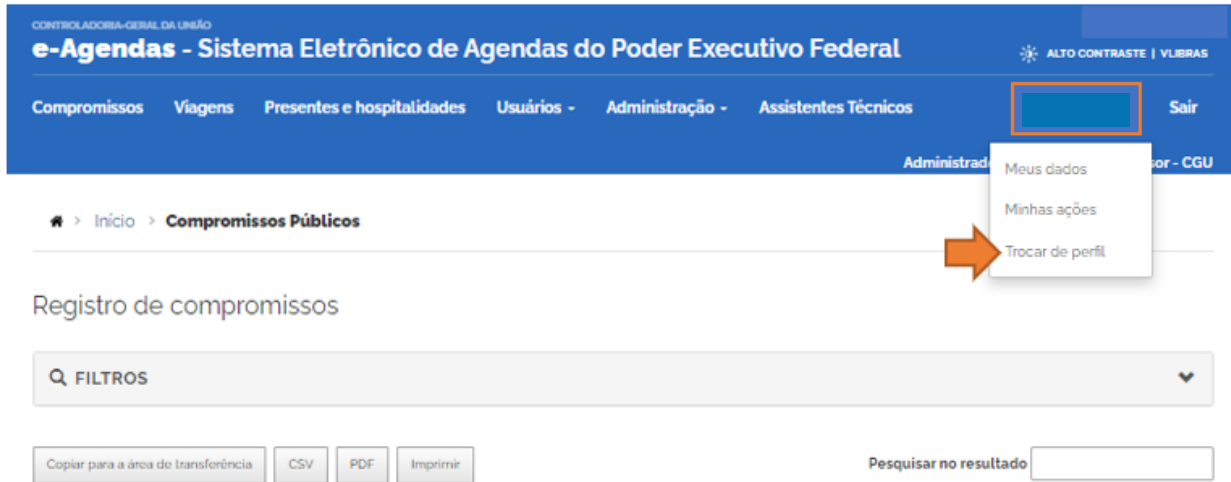 CONTROLADORIA-GERAL DA UNIÃO
e-Agendas - Sistema Eletrônico de Agendas do Poder Executivo Federal
ALTO CONTRASTE | VLIBRAS
Compromissos Viagens Presentes e hospitalidades Usuários Administração Assistentes Técnicos Sair
- CGU
Meus dados
Minhas ações
Trocar de perfil
Início > Compromissos Públicos
Registro de compromissos
FILTROS
Copiar para a área de transferência CSV PDF Imprimir Pesquisar no resultado